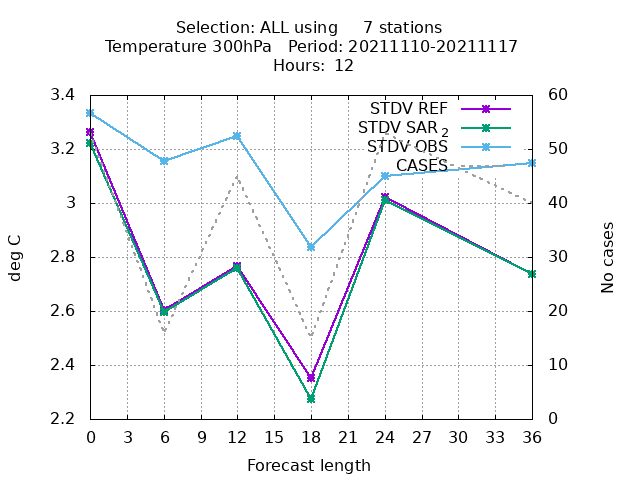 Selection: ALL using 7 stations
Temperature 300hPa Period: 20211110-20211117
Hours: 12
3.4
3.2
3
2.8
2.6
2.4
2.2
60
50
40
30
20
10
0
STDV REF
STDV SAR 2
STDV OBS
CASES
deg C
No cases
0 3 6 9 12 15 18 21 24 27 30 33 36
Forecast length